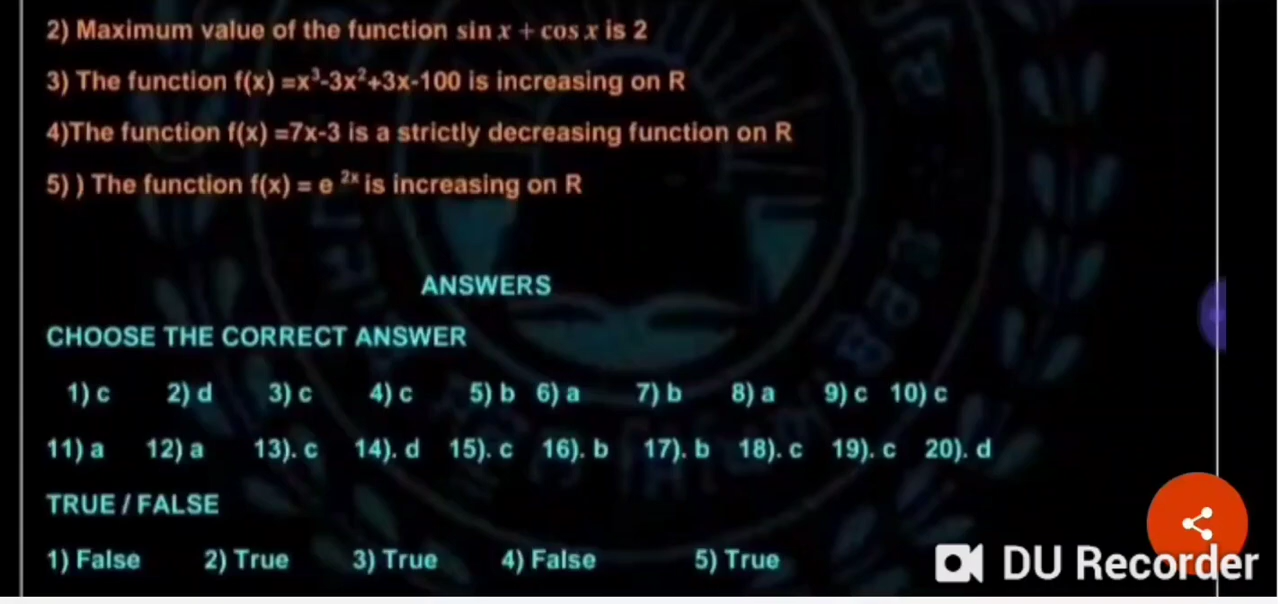 2) Maximum value of the function sin x + cos x is 2
3) The function f(x) =x³-3x²+3x-100 is increasing on R
4)The function f(x) =7x-3 is a strictly decreasing function on R
5) ) The function f(x) = e ²ˣ is increasing on R
ANSWERS
CHOOSE THE CORRECT ANSWER
1) c 2) d 3) c 4) c 5) b 6) a 7) b 8) a 9) c 10) c
11) a 12) a 13). c 14). d 15). c 16). b 17). b 18). c 19). c 20). d
TRUE / FALSE
1) False 2) True 3) True 4) False 5) True
DU Recorder